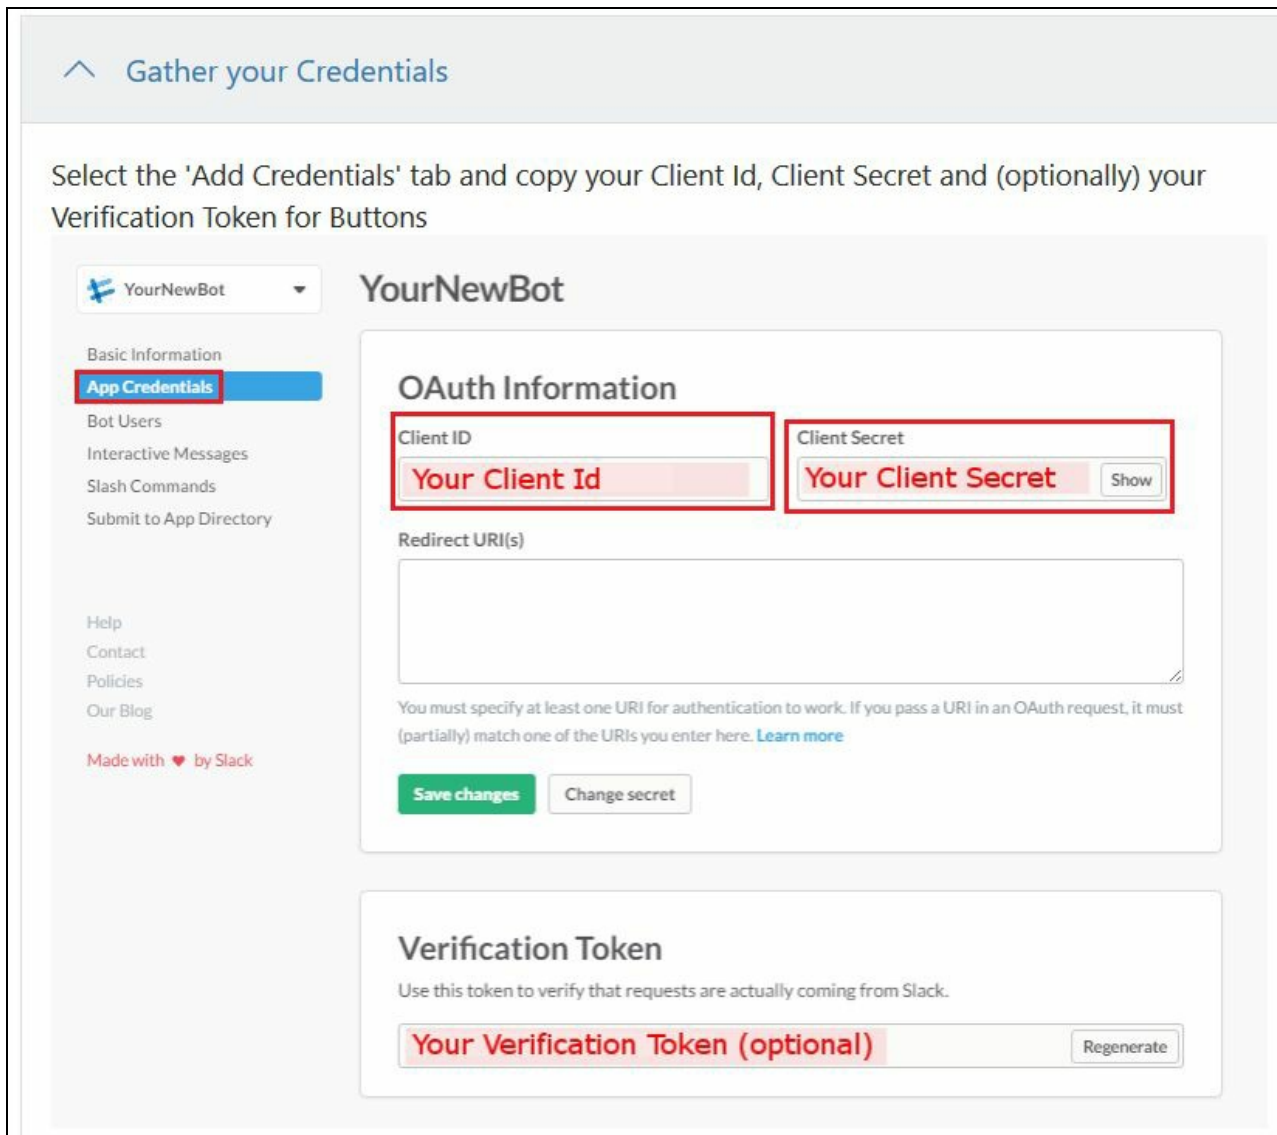 Gather your Credentials
Select the 'Add Credentials' tab and copy your Client Id, Client Secret and (optionally) your
Verification Token for Buttons
YourNewBot
Basic Information
App Credentials
Bot Users
Interactive Messages
Slash Commands
Submit to App Directory
Help
Contact
Policies
Our Blog
Made with ♥ by Slack
YourNewBot
OAuth Information
Client ID
Your Client Id
Client Secret
Your Client Secret
Show
Redirect URI(s)
You must specify at least one URI for authentication to work. If you pass a URI in an OAuth request, it must
(partially) match one of the URIs you enter here. Learn more
Save changes
Change secret
Verification Token
Use this token to verify that requests are actually coming from Slack.
Your Verification Token (optional)
Regenerate